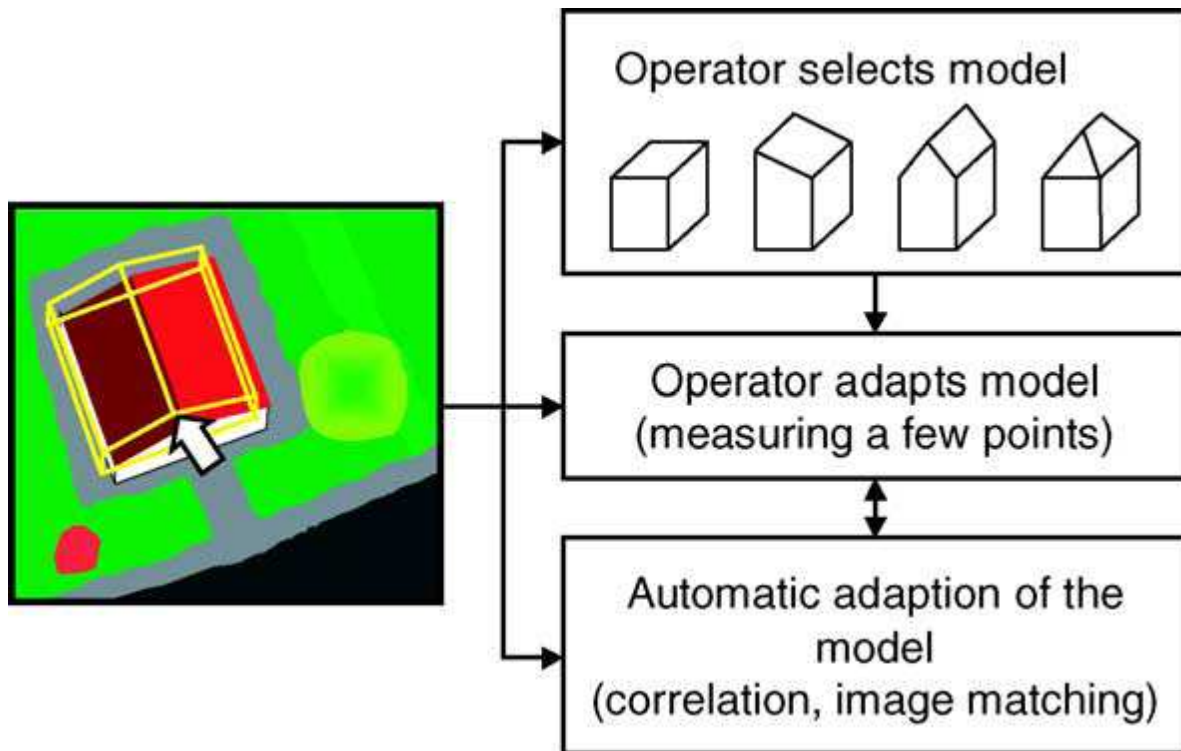 Operator selects model
Operator adapts model
(measuring a few points)
Automatic adaption of the
model
(correlation, image matching)